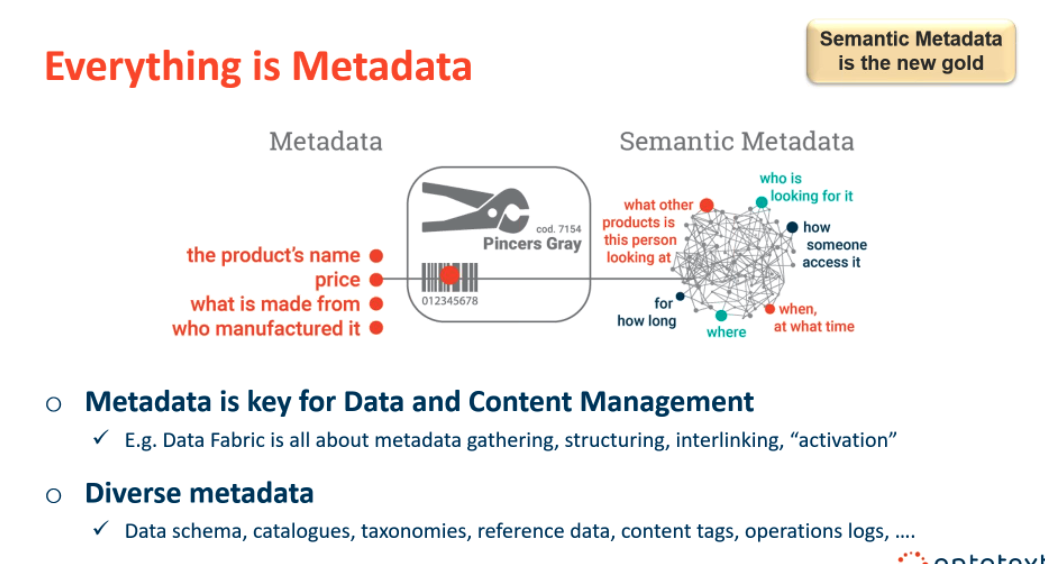 Everything is Metadata
Semantic Metadata
is the new gold
Metadata
the product's name
price
what is made from
who manufactured it
cod. 7154
Pincers Gray
012345678
Semantic Metadata
who is
looking for it
what other
products is
this person
looking at
how
someone
access it
for
how long
where
when,
at what time
o Metadata is key for Data and Content Management
✓ E.g. Data Fabric is all about metadata gathering, structuring, interlinking, “activation”
o Diverse metadata
✓ Data schema, catalogues, taxonomies, reference data, content tags, operations logs, ....